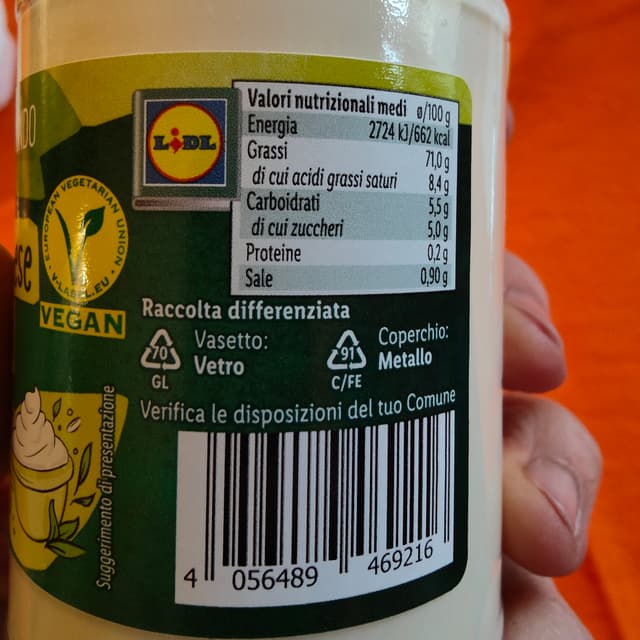 LIDL
Valori nutrizionali medi ø/100 g
Energia 2724 kJ/662 kcal
Grassi 71,0 g
di cui acidi grassi saturi 8,4 g
Carboidrati 5,5 g
di cui zuccheri 5,0 g
Proteine 0,2 g
Sale 0,90 g
EUROPEAN VEGETARIAN UNION
V-LABEL.EU
VEGAN
Raccolta differenziata
70
GL
Vasetto:
Vetro
91
C/FE
Coperchio:
Metallo
Verifica le disposizioni del tuo Comune
Suggerimento di presentazione
4 056489 469216